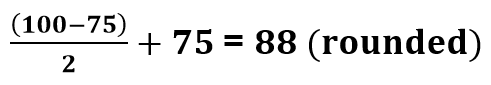 (100−75)/2 + 75 = 88 (rounded)